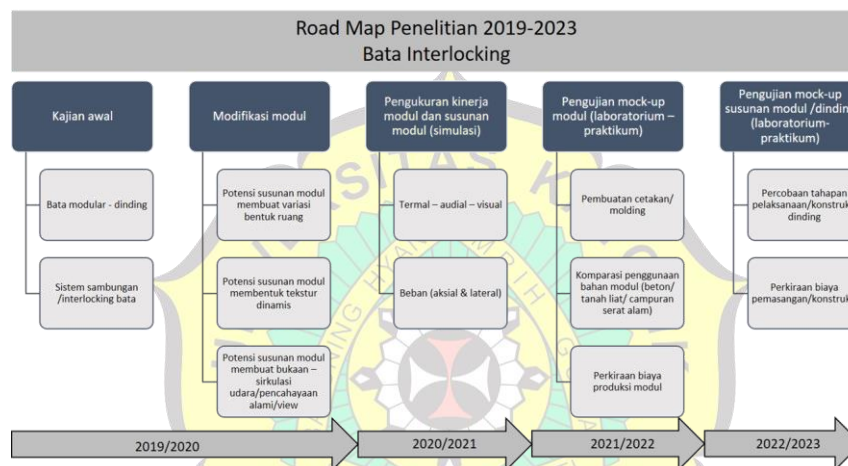 Road Map Penelitian 2019-2023
Bata Interlocking
Kajian awal
Bata modular - dinding
Sistem sambungan
/interlocking bata
Modifikasi modul
Potensi susunan modul
membuat variasi
bentuk ruang
Potensi susunan modul
membentuk tekstur
dinamis
Potensi susunan modul
membuat bukaan –
sirkulasi
udara/pencahayaan
alami/view
Pengukuran kinerja
modul dan susunan
modul (simulasi)
Termal – audial – visual
Beban (aksial & lateral)
Pengujian mock-up
modul (laboratorium –
praktikum)
Pembuatan cetakan/
molding
Komparasi penggunaan
bahan modul (beton/
tanah liat/ campuran
serat alam)
Perkiraan biaya
produksi modul
Pengujian mock-up
susunan modul /dindin
(laboratorium-
praktikum)
Percobaan tahapan
pelaksanaan/konstruk
dinding
Perkiraan biaya
pemasangan/konstruk
2019/2020
2020/2021
2021/2022
2022/2023